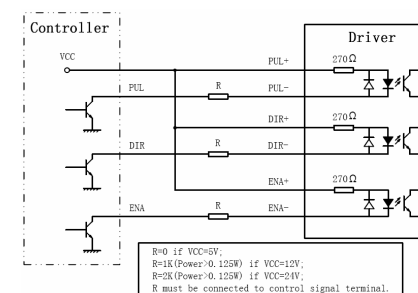 Controller
Driver
VCC
PUL+
270Ω
PUL
R
PUL-
DIR+
270Ω
DIR
R
DIR-
ENA+
270Ω
ENA
R
ENA-
R=0 if VCC=5V;
R=1K(Power>0.125W) if VCC=12V;
R=2K(Power>0.125W) if VCC=24V;
R must be connected to control signal terminal.